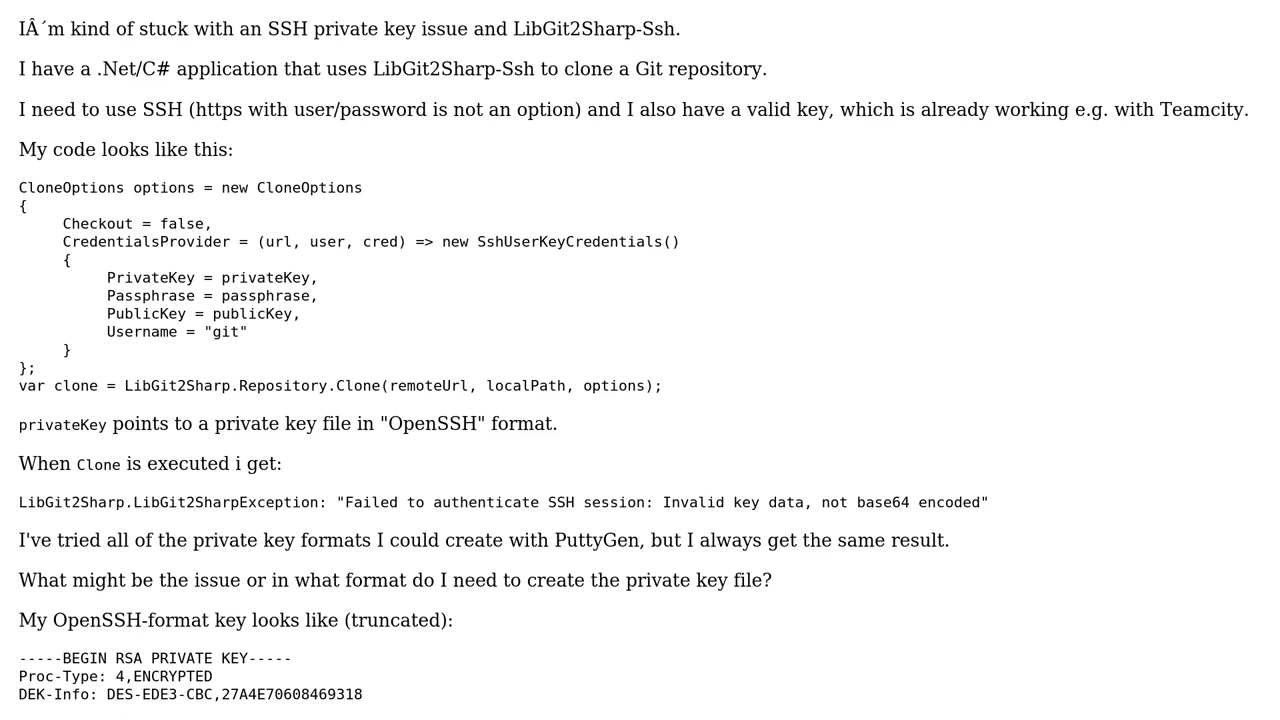 IÂ´m kind of stuck with an SSH private key issue and LibGit2Sharp-Ssh.
I have a .Net/C# application that uses LibGit2Sharp-Ssh to clone a Git repository.
I need to use SSH (https with user/password is not an option) and I also have a valid key, which is already working e.g. with Teamcity.
My code looks like this:
CloneOptions options = new CloneOptions
{
     Checkout = false,
     CredentialsProvider = (url, user, cred) => new SshUserKeyCredentials()
     {
          PrivateKey = privateKey,
          Passphrase = passphrase,
          PublicKey = publicKey,
          Username = "git"
     }
};
var clone = LibGit2Sharp.Repository.Clone(remoteUrl, localPath, options);
privateKey points to a private key file in "OpenSSH" format.
When Clone is executed i get:
LibGit2Sharp.LibGit2SharpException: "Failed to authenticate SSH session: Invalid key data, not base64 encoded"
I've tried all of the private key formats I could create with PuttyGen, but I always get the same result.
What might be the issue or in what format do I need to create the private key file?
My OpenSSH-format key looks like (truncated):
-----BEGIN RSA PRIVATE KEY-----
Proc-Type: 4,ENCRYPTED
DEK-Info: DES-EDE3-CBC,27A4E70608469318